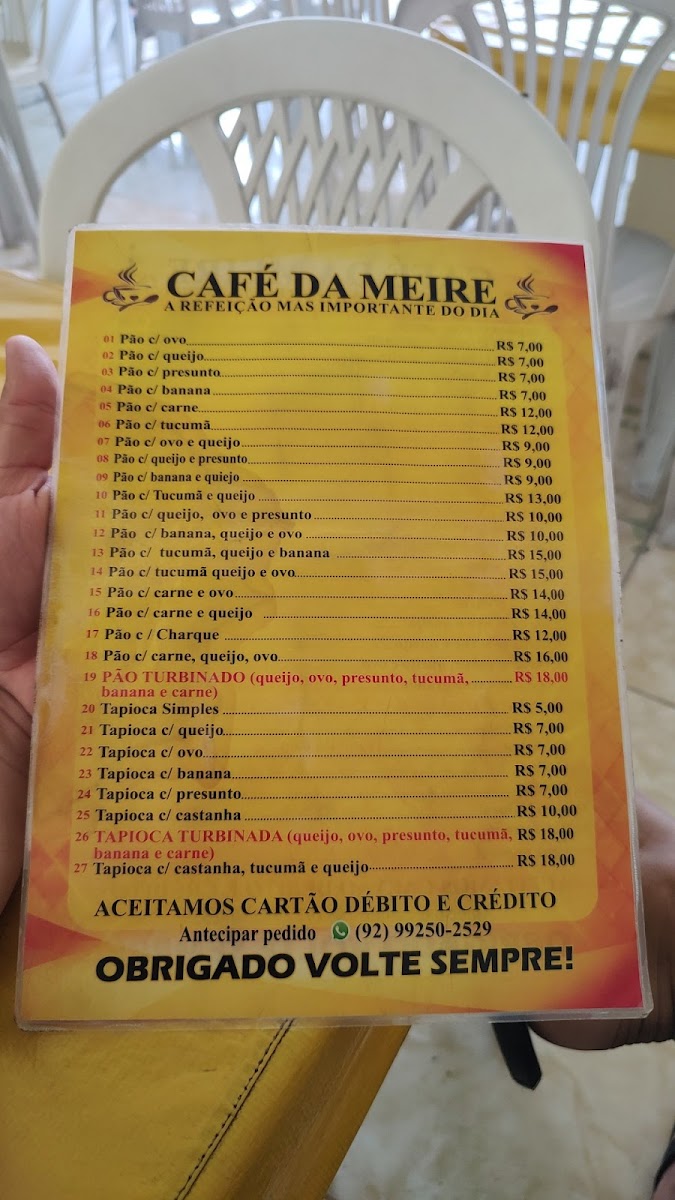 CAFÉ DA MEIRE
A REFEIÇÃO MAS IMPORTANTE DO DIA
01 Pão c/ ovo R$ 7,00
02 Pão c/ queijo R$ 7,00
03 Pão c/ presunto R$ 7,00
04 Pão c/ banana R$ 7,00
05 Pão c/ carne R$ 12,00
06 Pão c/ tucumã R$ 12,00
07 Pão c/ ovo e queijo R$ 9,00
08 Pão c/ queijo e presunto R$ 9,00
09 Pão c/ banana e quiejo R$ 9,00
10 Pão c/ Tucumã e queijo R$ 13,00
11 Pão c/ queijo, ovo e presunto R$ 10,00
12 Pão c/ banana, queijo e ovo R$ 10,00
13 Pão c/ tucumã, queijo e banana R$ 15,00
14 Pão c/ tucumã queijo e ovo R$ 15,00
15 Pão c/ carne e ovo R$ 14,00
16 Pão c/ carne e queijo R$ 14,00
17 Pão c / Charque R$ 12,00
18 Pão c/ carne, queijo, ovo R$ 16,00
19 PÃO TURBINADO (queijo, ovo, presunto, tucumã, R$ 18,00
banana e carne)
20 Tapioca Simples R$ 5,00
21 Tapioca c/ queijo R$ 7,00
22 Tapioca c/ ovo R$ 7,00
23 Tapioca c/ banana R$ 7,00
24 Tapioca c/ presunto R$ 7,00
25 Tapioca c/ castanha R$ 10,00
26 TAPIOCA TURBINADA (queijo, ovo, presunto, tucumã, R$ 18,00
banana e carne)
27 Tapioca c/ castanha, tucumã e queijo R$ 18,00
ACEITAMOS CARTÃO DÉBITO E CRÉDITO
Antecipar pedido (92) 99250-2529
OBRIGADO VOLTE SEMPRE!